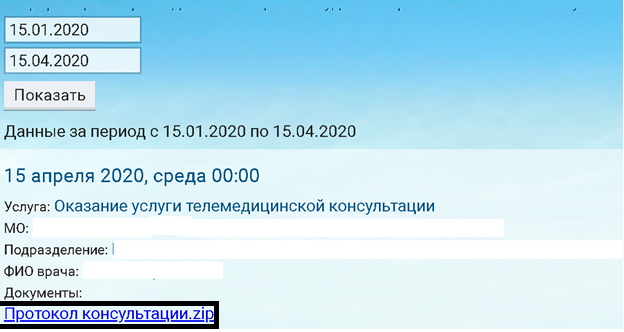 15.01.2020
15.04.2020
Показать
Данные за период с 15.01.2020 по 15.04.2020
15 апреля 2020, среда 00:00
Услуга: Оказание услуги телемедицинской консультации
МО:
Подразделение:
ФИО врача:
Документы:
Протокол консультации.zip